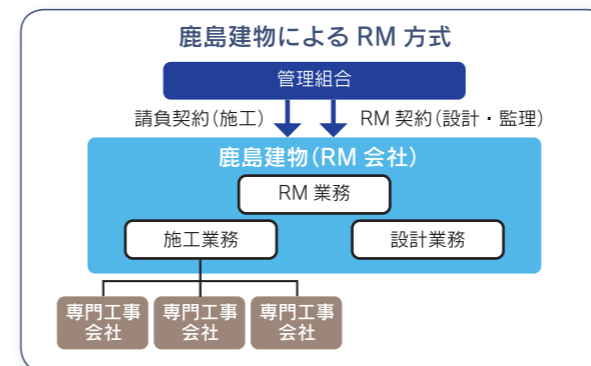 鹿島建物による RM 方式
管理組合
請負契約(施工)
RM 契約(設計・監理)
鹿島建物(RM 会社)
RM 業務
施工業務
設計業務
専門工事
会社
専門工事
会社
専門工事
会社